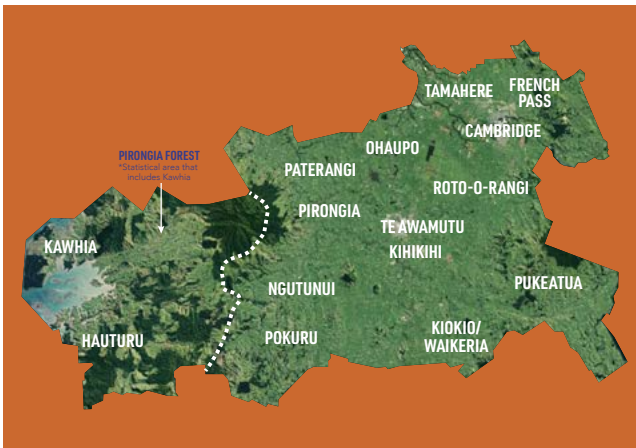 TAMAHERE
FRENCH
PASS
CAMBRIDGE
OHAUPO
PIRONGIA FOREST
*Statistical area that
includes Kawhia
PATERANGI
ROTO-O-RANGI
PIRONGIA
TE AWAMUTU
KAWHIA
KIHIKIHI
PUKEATUA
NGUTUNUI
HAUTURU
POKURU
KIOKIO/
WAIKERIA